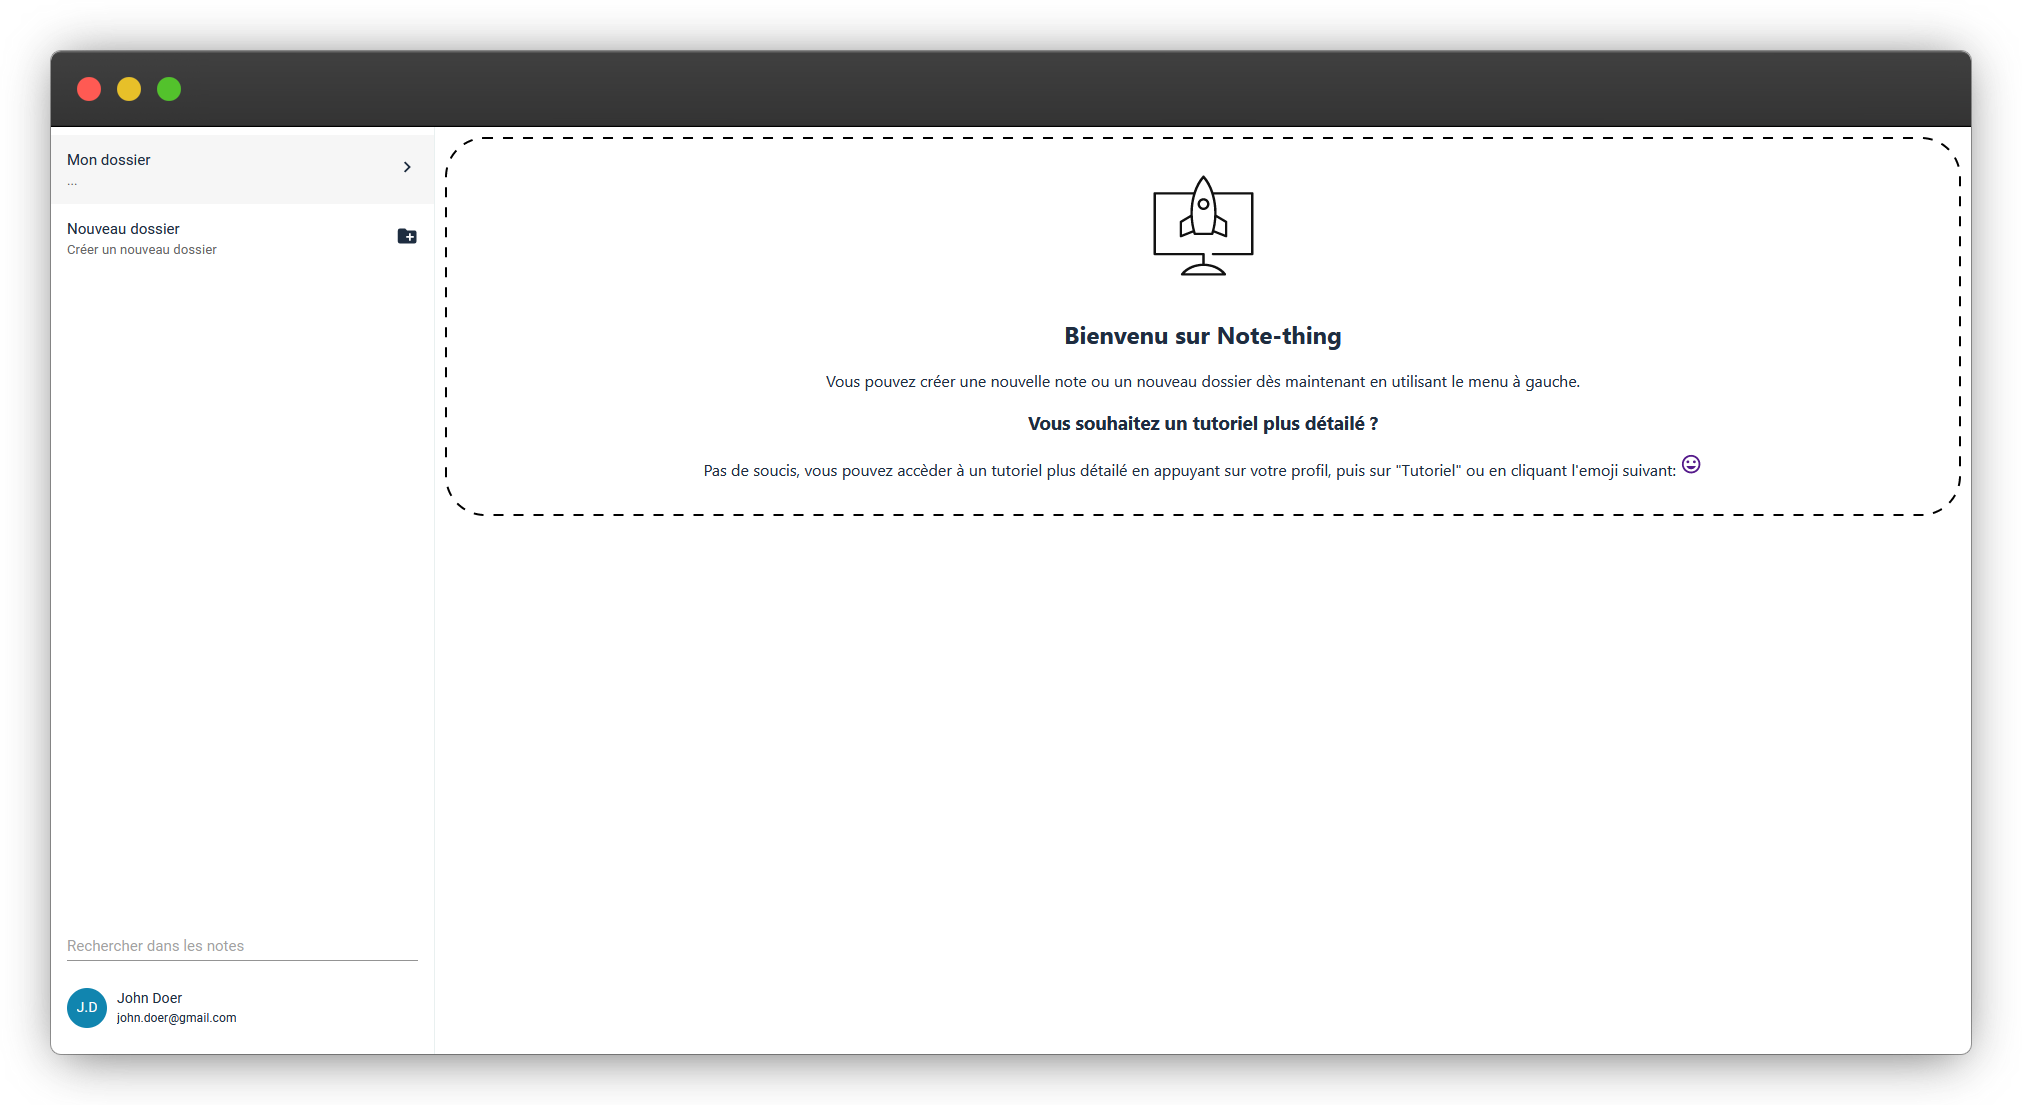 Mon dossier
...
Nouveau dossier
Créer un nouveau dossier
Bienvenu sur Note-thing
Vous pouvez créer une nouvelle note ou un nouveau dossier dès maintenant en utilisant le menu à gauche.
Vous souhaitez un tutoriel plus détailé ?
Pas de soucis, vous pouvez accèder à un tutoriel plus détailé en appuyant sur votre profil, puis sur "Tutoriel" ou en cliquant l'emoji suivant:
Rechercher dans les notes
J.D
John Doer
john.doer@gmail.com